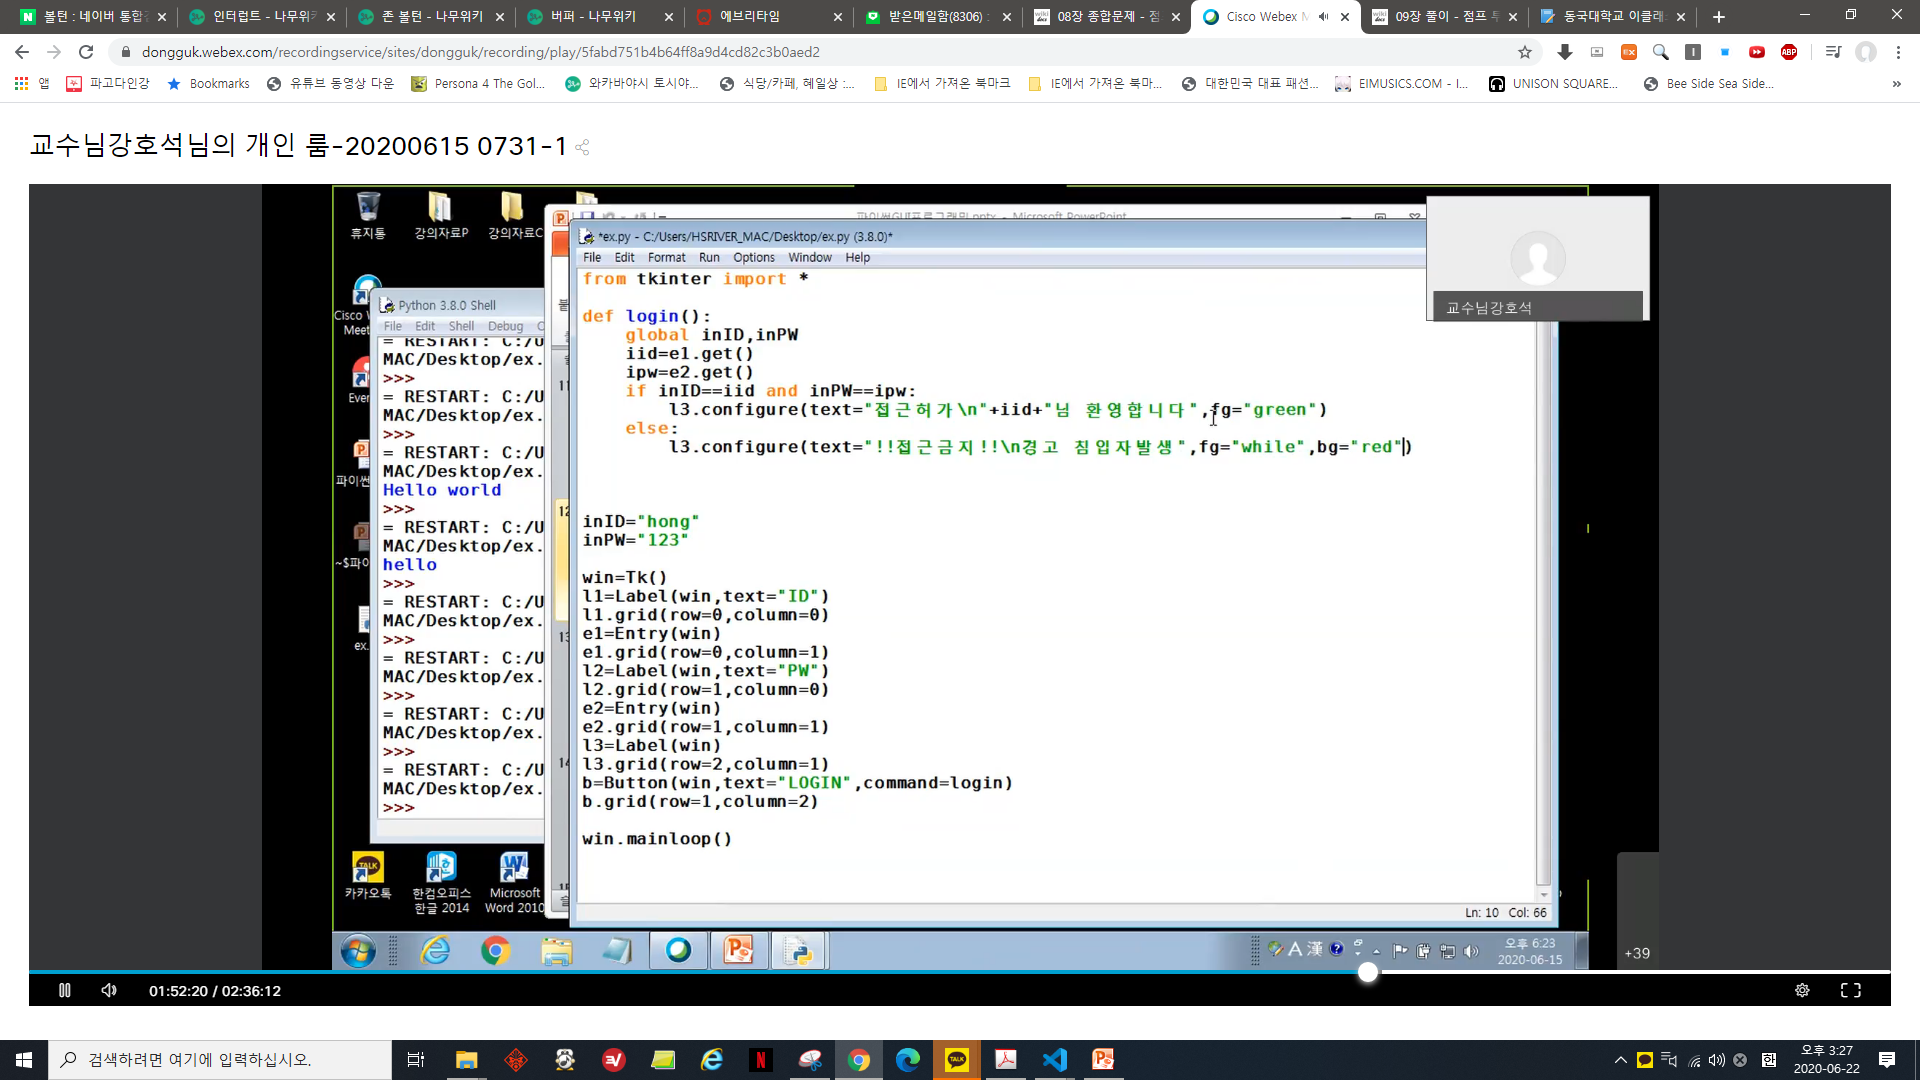 볼턴 : 네이버 통합
인터럽트 - 나무위키
존 볼턴 - 나무위키
버퍼 - 나무위키
에브리타임
받은메일함(8306) :
08장 종합문제 - 점
Cisco Webex M
09장 풀이 - 점프 투
동국대학교 이클래
dongguk.webex.com/recordingservice/sites/dongguk/recording/play/5fabd751b4b64ff8a9d4cd82c3b0aed2
앱 파고다인강 Bookmarks 유튜브 동영상 다운 Persona 4 The Gol... 와카바야시 토시야... 식당/카페, 헤일상 :... IE에서 가져온 북마크 IE에서 가져온 북마... 대한민국 대표 패션... EIMUSICS.COM - I... UNISON SQUARE... Bee Side Sea Side... »
교수님강호석님의 개인 룸-20200615 0731-1
휴지통
강의자료P
강의자료C
파이썬GUI프로그래밍.pptx - Microsoft PowerPoint
*ex.py - C:/Users/HSRIVER_MAC/Desktop/ex.py (3.8.0)*
File Edit Format Run Options Window Help
교수님강호석
from tkinter import *
def login():
global inID,inPW
iid=e1.get()
ipw=e2.get()
if inID==iid and inPW==ipw:
l3.configure(text="접근허가\n"+iid+"님 환영합니다",fg="green")
else:
l3.configure(text="!!접근금지!!\n경고 침입자발생",fg="while",bg="red")
inID="hong"
inPW="123"
win=Tk()
l1=Label(win,text="ID")
l1.grid(row=0,column=0)
e1=Entry(win)
e1.grid(row=0,column=1)
l2=Label(win,text="PW")
l2.grid(row=1,column=0)
e2=Entry(win)
e2.grid(row=1,column=1)
l3=Label(win)
l3.grid(row=2,column=1)
b=Button(win,text="LOGIN",command=login)
b.grid(row=1,column=2)
win.mainloop()
Ln: 10 Col: 66
Cisco W
Meet
Ever
파이썬
~$파이
ex.
Python 3.8.0 Shell
File Edit Shell Debug O
= RESTART: C:/U
MAC/Desktop/ex.
>>>
= RESTART: C:/U
MAC/Desktop/ex.
>>>
= RESTART: C:/U
MAC/Desktop/ex.
Hello world
>>>
= RESTART: C:/U
MAC/Desktop/ex.
hello
>>>
= RESTART: C:/U
MAC/Desktop/ex.
>>>
= RESTART: C:/U
MAC/Desktop/ex.
>>>
= RESTART: C:/U
MAC/Desktop/ex.
>>>
= RESTART: C:/U
MAC/Desktop/ex.
>>>
11
12
13
14
TALK
카카오톡
한컴오피스
한글 2014
Microsoft
Word 2010
A 漢
오후 6:23
2020-06-15
+39
01:52:20 / 02:36:12
검색하려면 여기에 입력하십시오.
TALK
오후 3:27
2020-06-22